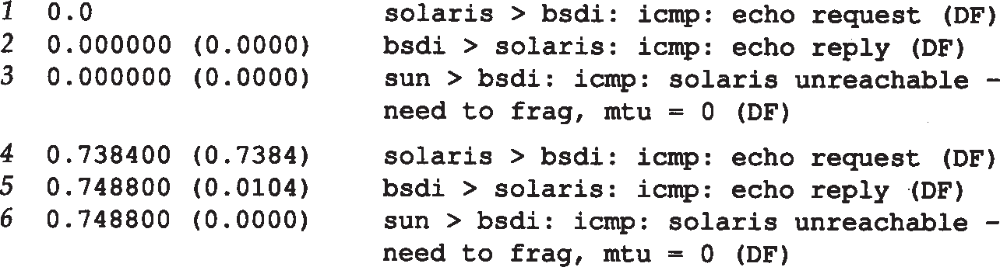 1 0.0 solaris > bsdi: icmp: echo request (DF)
2 0.000000 (0.0000) bsdi > solaris: icmp: echo reply (DF)
3 0.000000 (0.0000) sun > bsdi: icmp: solaris unreachable –
need to frag, mtu = 0 (DF)
4 0.738400 (0.7384) solaris > bsdi: icmp: echo request (DF)
5 0.748800 (0.0104) bsdi > solaris: icmp: echo reply (DF)
6 0.748800 (0.0000) sun > bsdi: icmp: solaris unreachable –
need to frag, mtu = 0 (DF)